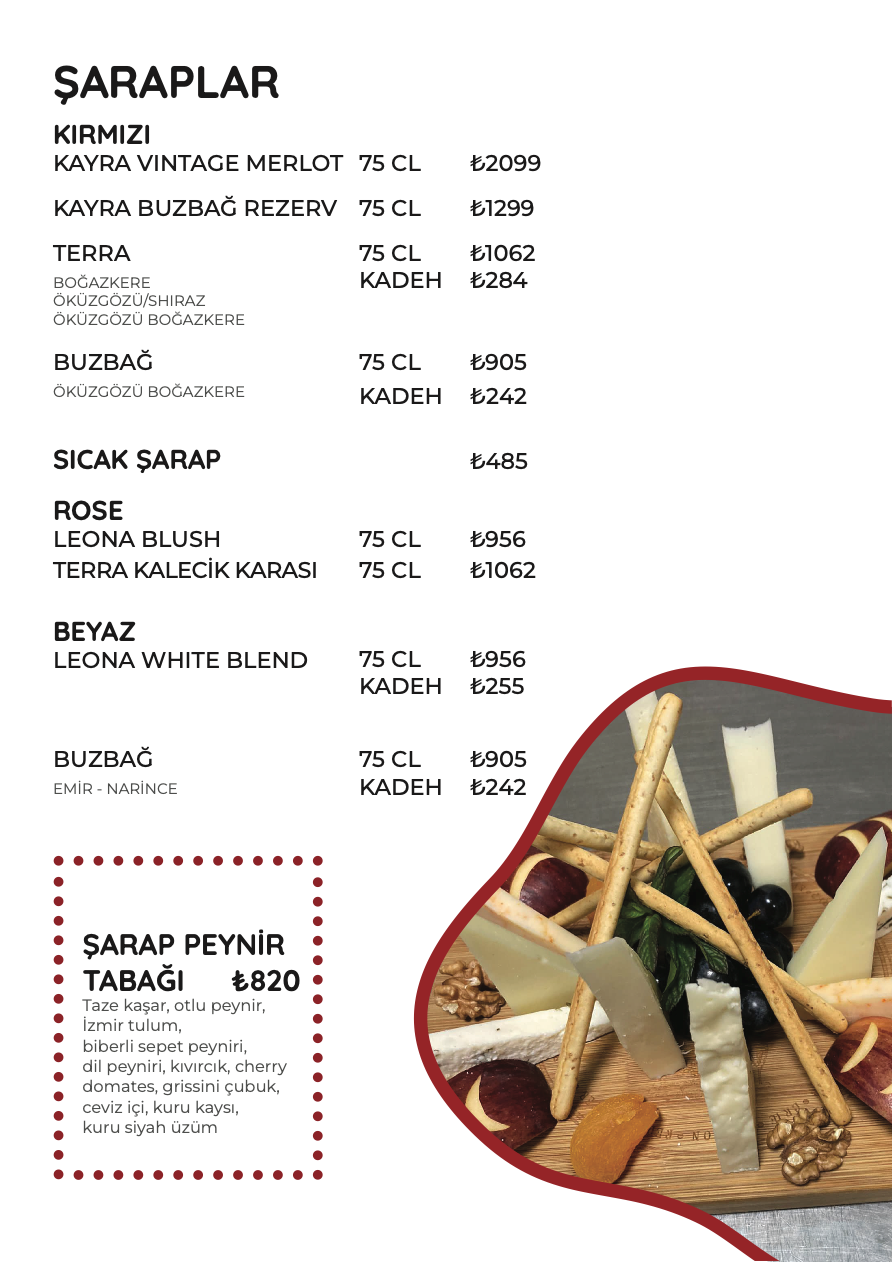 ŞARAPLAR
KIRMIZI
KAYRA VINTAGE MERLOT 75 CL ₺2099
KAYRA BUZBAĞ REZERV 75 CL ₺1299
TERRA 75 CL ₺1062
BOĞAZKERE KADEH ₺284
ÖKÜZGÖZÜ/SHIRAZ
ÖKÜZGÖZÜ BOĞAZKERE
BUZBAĞ 75 CL ₺905
ÖKÜZGÖZÜ BOĞAZKERE KADEH ₺242
SICAK ŞARAP ₺485
ROSE
LEONA BLUSH 75 CL ₺956
TERRA KALECİK KARASI 75 CL ₺1062
BEYAZ
LEONA WHITE BLEND 75 CL ₺956
KADEH ₺255
BUZBAĞ 75 CL ₺905
EMİR - NARİNCE KADEH ₺242
ŞARAP PEYNİR
TABAĞI ₺820
Taze kaşar, otlu peynir,
İzmir tulum,
biberli sepet peyniri,
dil peyniri, kıvırcık, cherry
domates, grissini çubuk,
ceviz içi, kuru kaysı,
kuru siyah üzüm